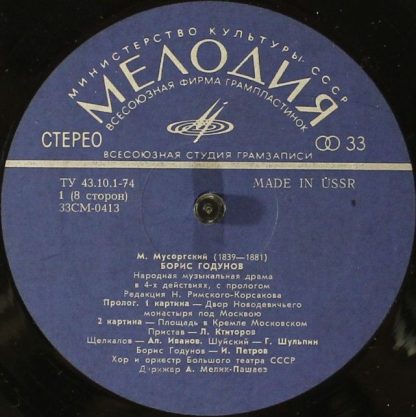 МИНИСТЕРСТВО КУЛЬТУРЫ СССР
МЕЛОДИЯ
ВСЕСОЮЗНАЯ ФИРМА ГРАМПЛАСТИНОК
СТЕРЕО
33
ВСЕСОЮЗНАЯ СТУДИЯ ГРАМЗАПИСИ
ТУ 43.10.1-74
MADE IN USSR
1 (8 сторон)
33СМ-0413
М. Мусоргский (1839—1881)
БОРИС ГОДУНОВ
Народная музыкальная драма
в 4-х действиях, с прологом
Редакция Н. Римского-Корсакова
Пролог. 1 картина — Двор Новодевичьего
монастыря под Москвою
2 картина — Площадь в Кремле Московском
Пристав — Л. Ктиторов
Щелкалов — Ал. Иванов. Шуйский — Г. Шульпин
Борис Годунов — И. Петров
Хор и оркестр Большого театра СССР
Дирижер А. Мелик-Пашаев